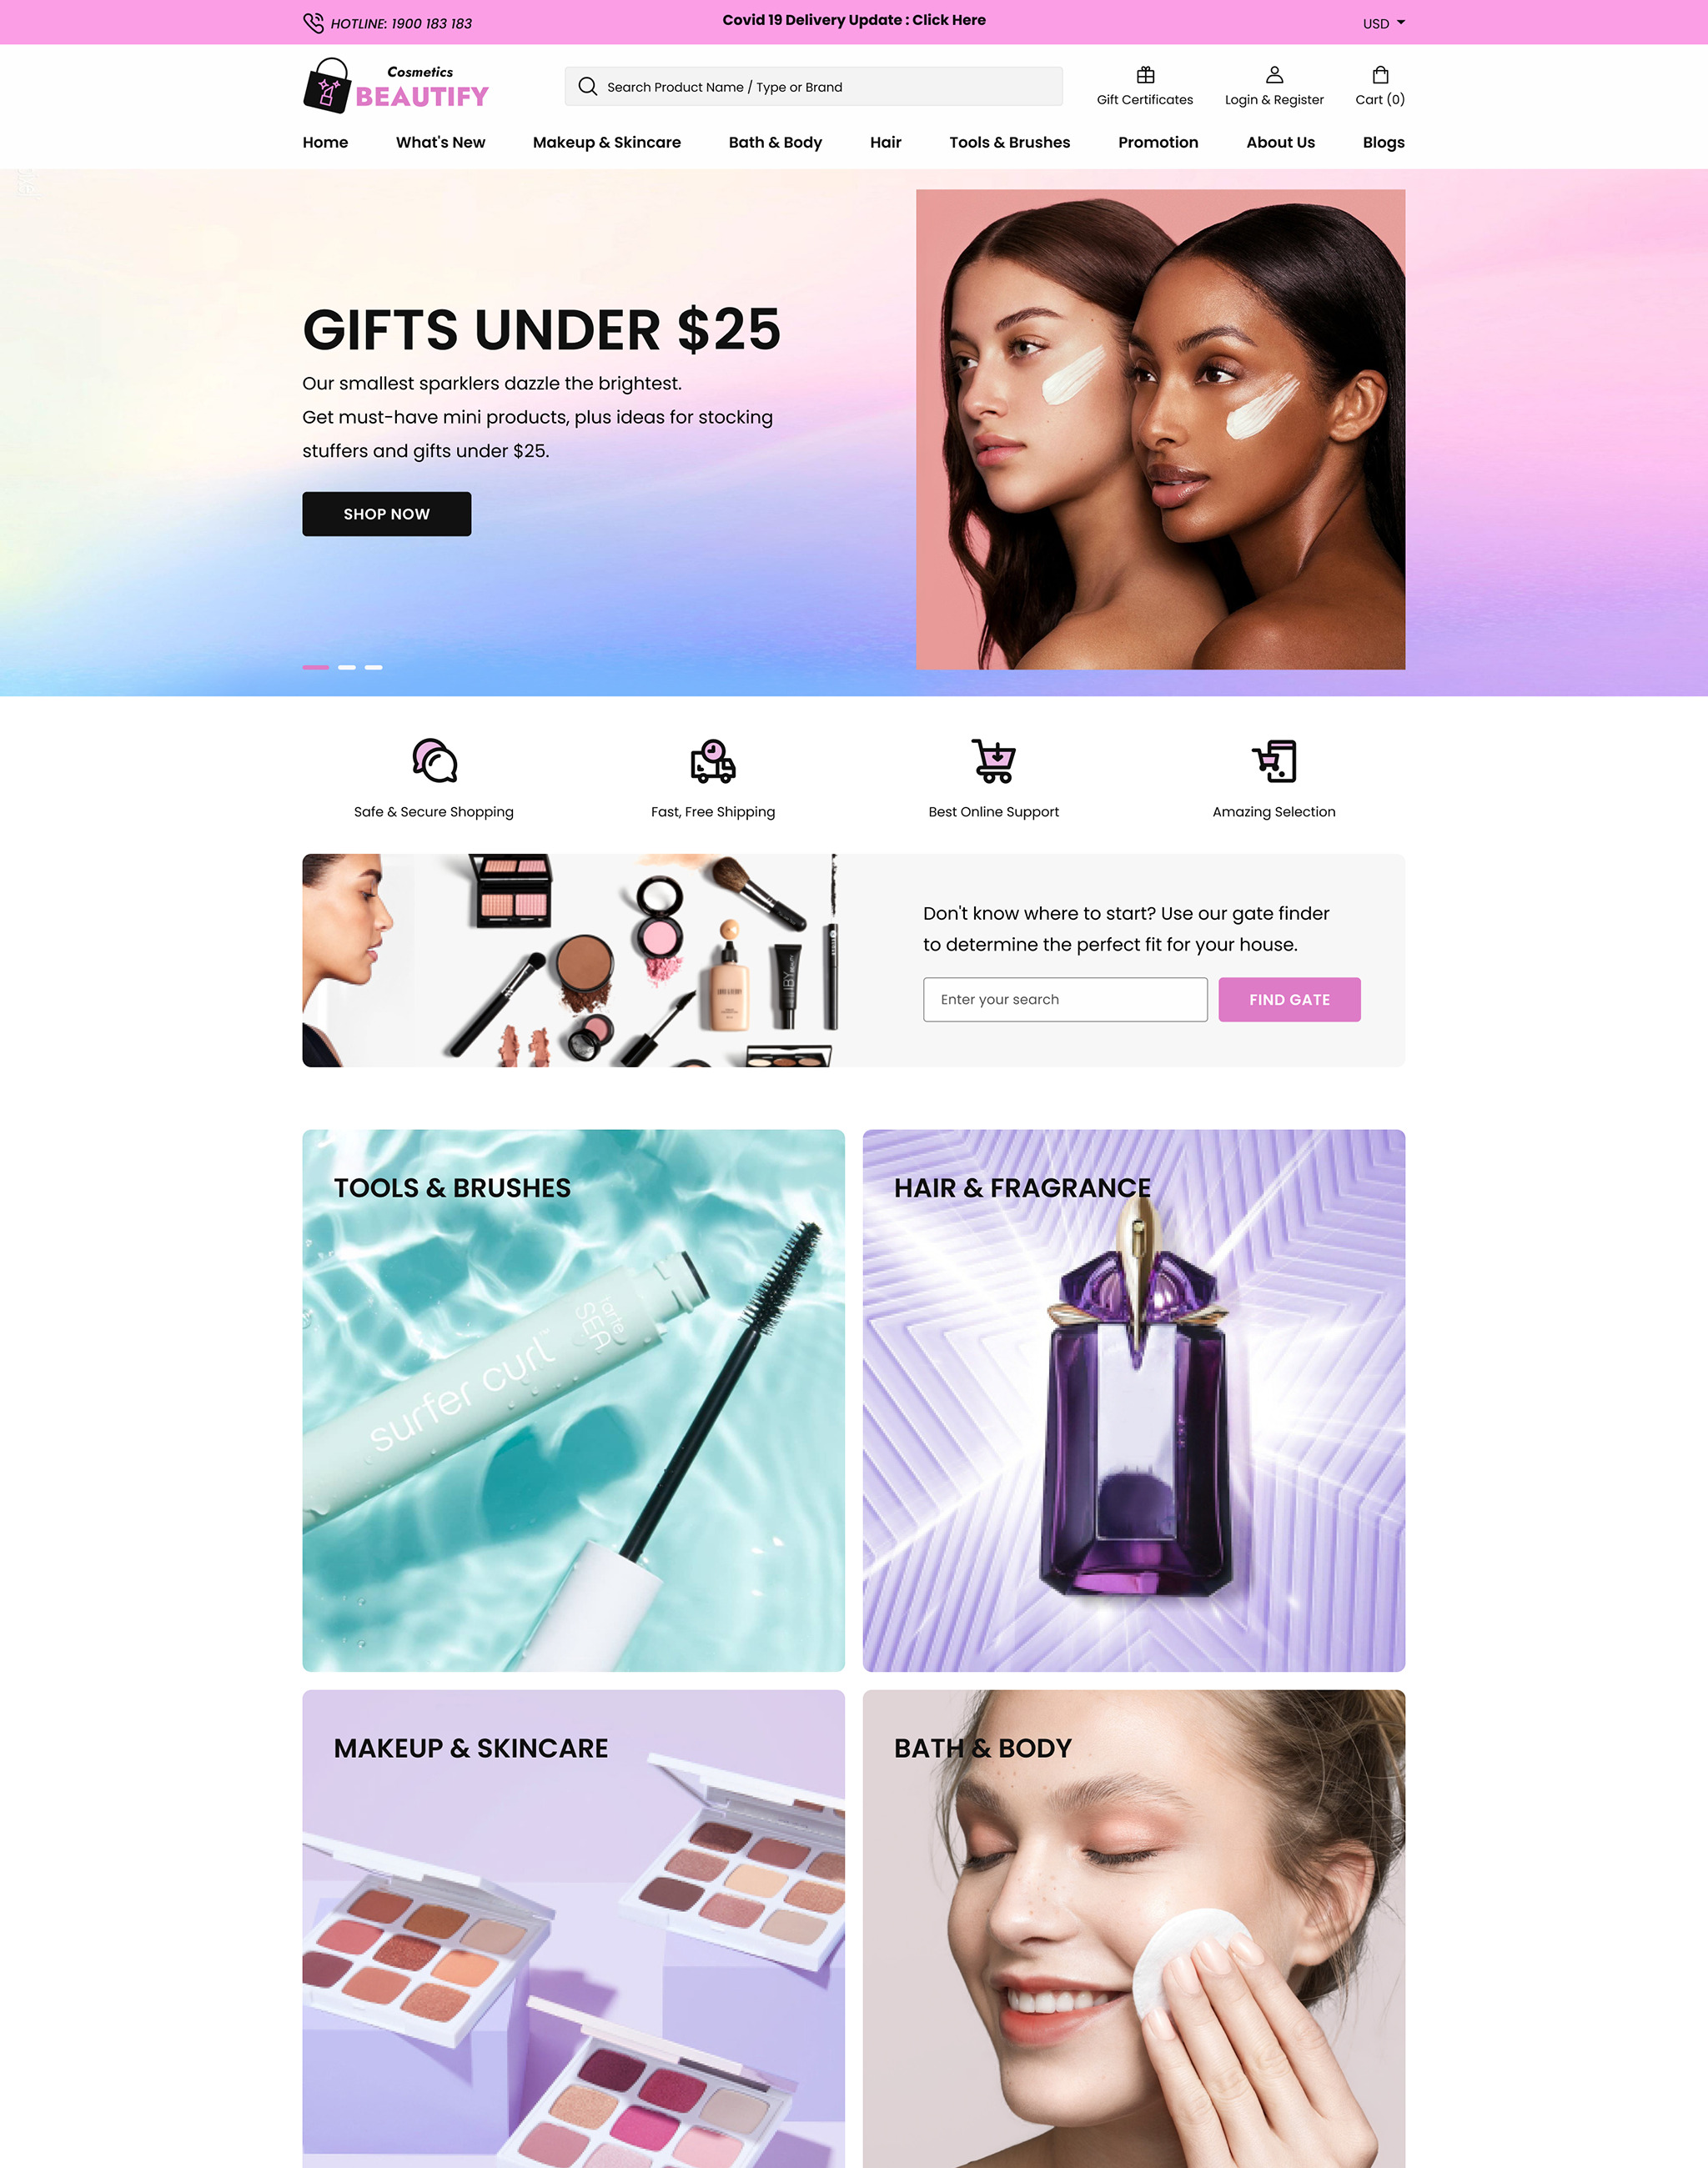 HOTLINE: 1900 183 183
Covid 19 Delivery Update : Click Here
USD
Cosmetics
BEAUTIFY
Search Product Name / Type or Brand
Gift Certificates
Login & Register
Cart (0)
Home
What's New
Makeup & Skincare
Bath & Body
Hair
Tools & Brushes
Promotion
About Us
Blogs
GIFTS UNDER $25
Our smallest sparklers dazzle the brightest.
Get must-have mini products, plus ideas for stocking
stuffers and gifts under $25.
SHOP NOW
Safe & Secure Shopping
Fast, Free Shipping
Best Online Support
Amazing Selection
Don't know where to start? Use our gate finder
to determine the perfect fit for your house.
Enter your search
FIND GATE
TOOLS & BRUSHES
tarte
SEA
surfer curl™
HAIR & FRAGRANCE
MAKEUP & SKINCARE
BATH & BODY